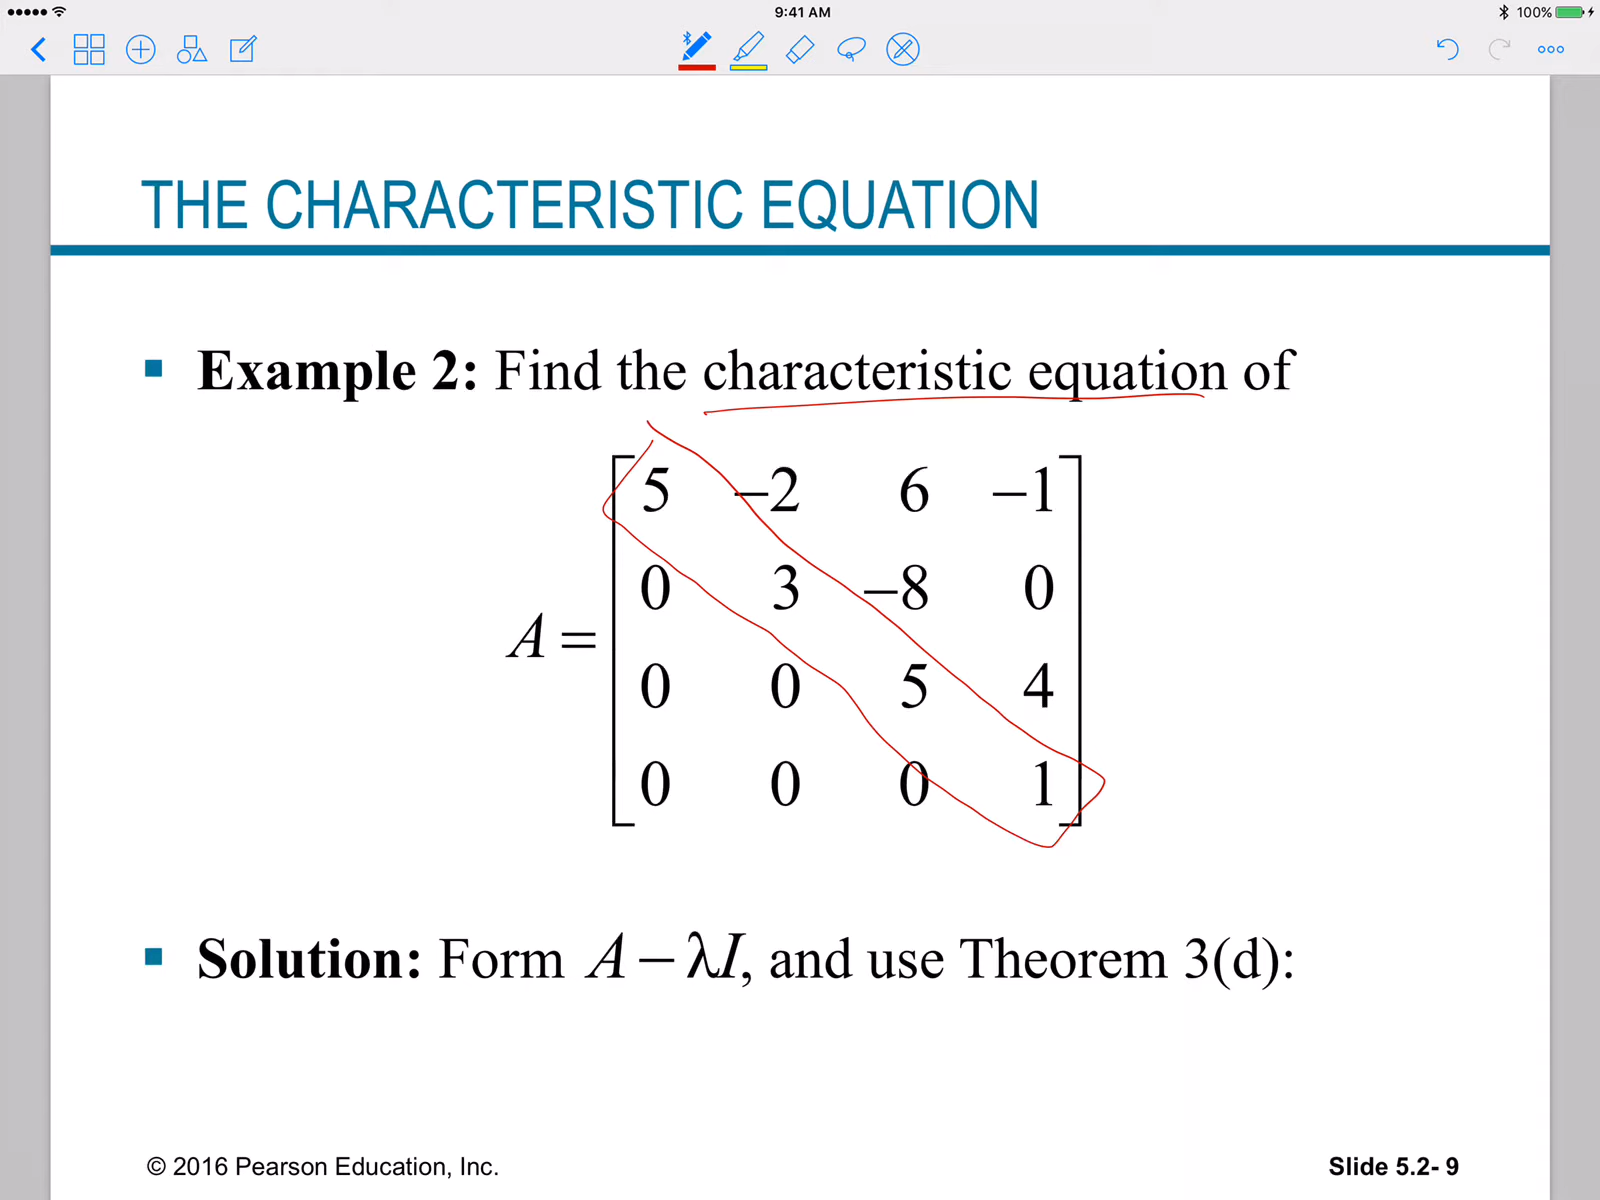 9:41 AM
100%
THE CHARACTERISTIC EQUATION
Example 2: Find the characteristic equation of
A = [5 –2 6 –1
0 3 –8 0
0 0 5 4
0 0 0 1]
Solution: Form A – λI, and use Theorem 3(d):
© 2016 Pearson Education, Inc.
Slide 5.2- 9